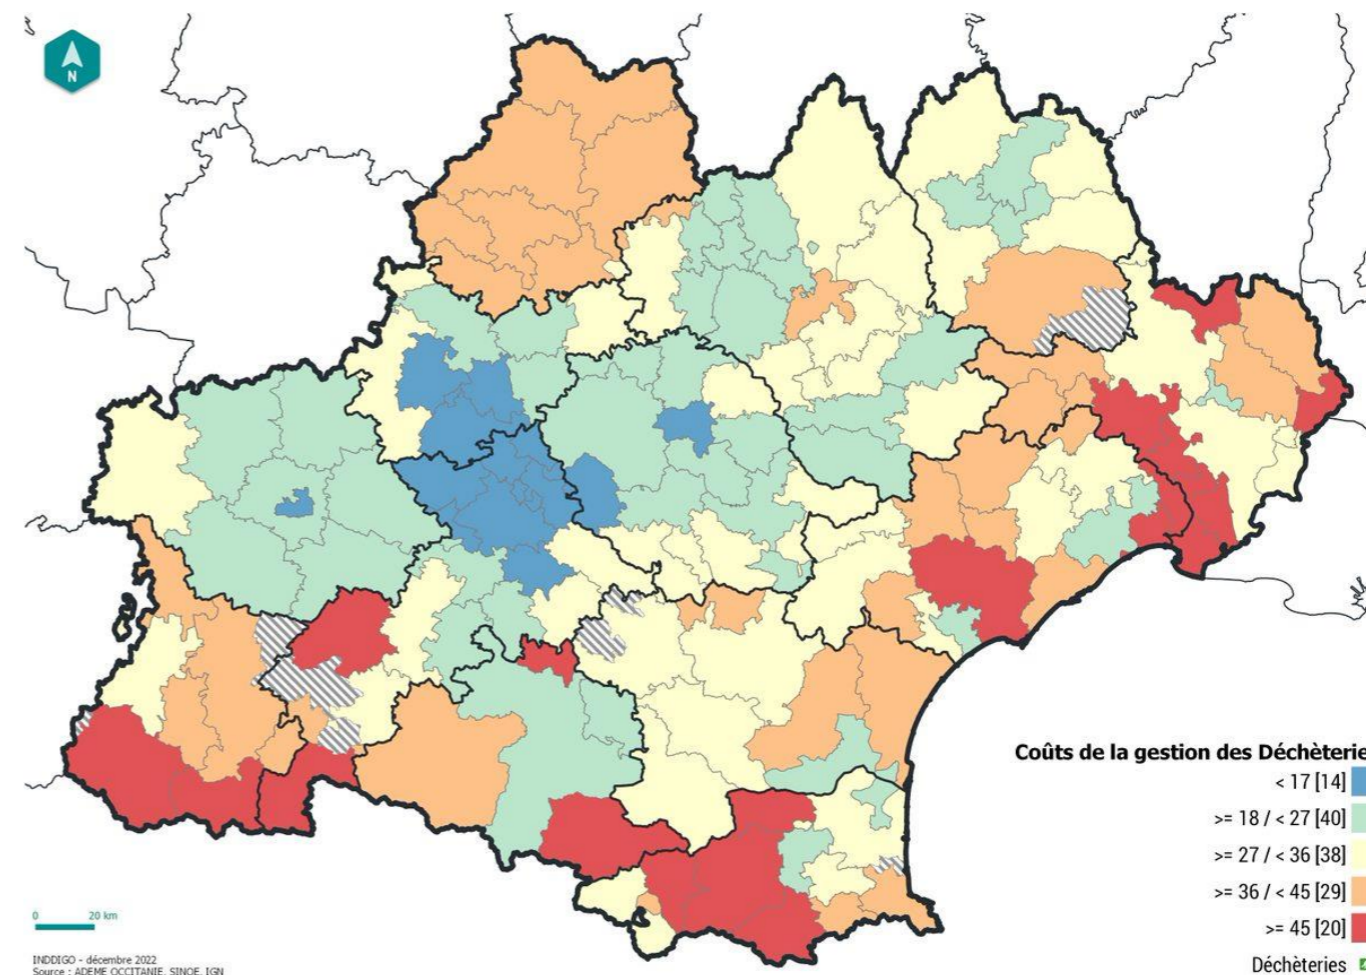 N
Coûts de la gestion des Déchèterie
< 17 [14]
>= 18 / < 27 [40]
>= 27 / < 36 [38]
>= 36 / < 45 [29]
>= 45 [20]
Déchèteries
0 20 km
INDDIGO - décembre 2022
Source : ADEME OCCITANIE, SINOE, IGN